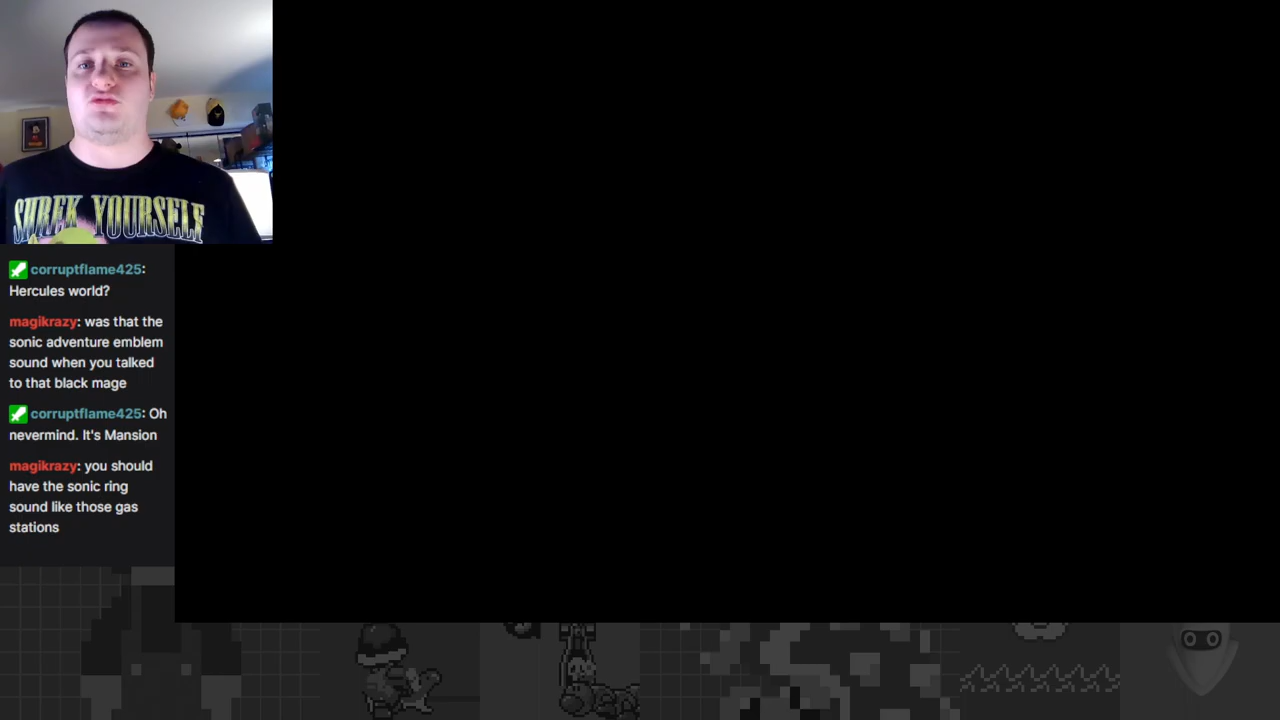 SHREK YOURSELF
corruptflame425:
Hercules world?
magikrazy: was that the
sonic adventure emblem
sound when you talked
to that black mage
corruptflame425: Oh
nevermind. It's Mansion
magikrazy: you should
have the sonic ring
sound like those gas
stations